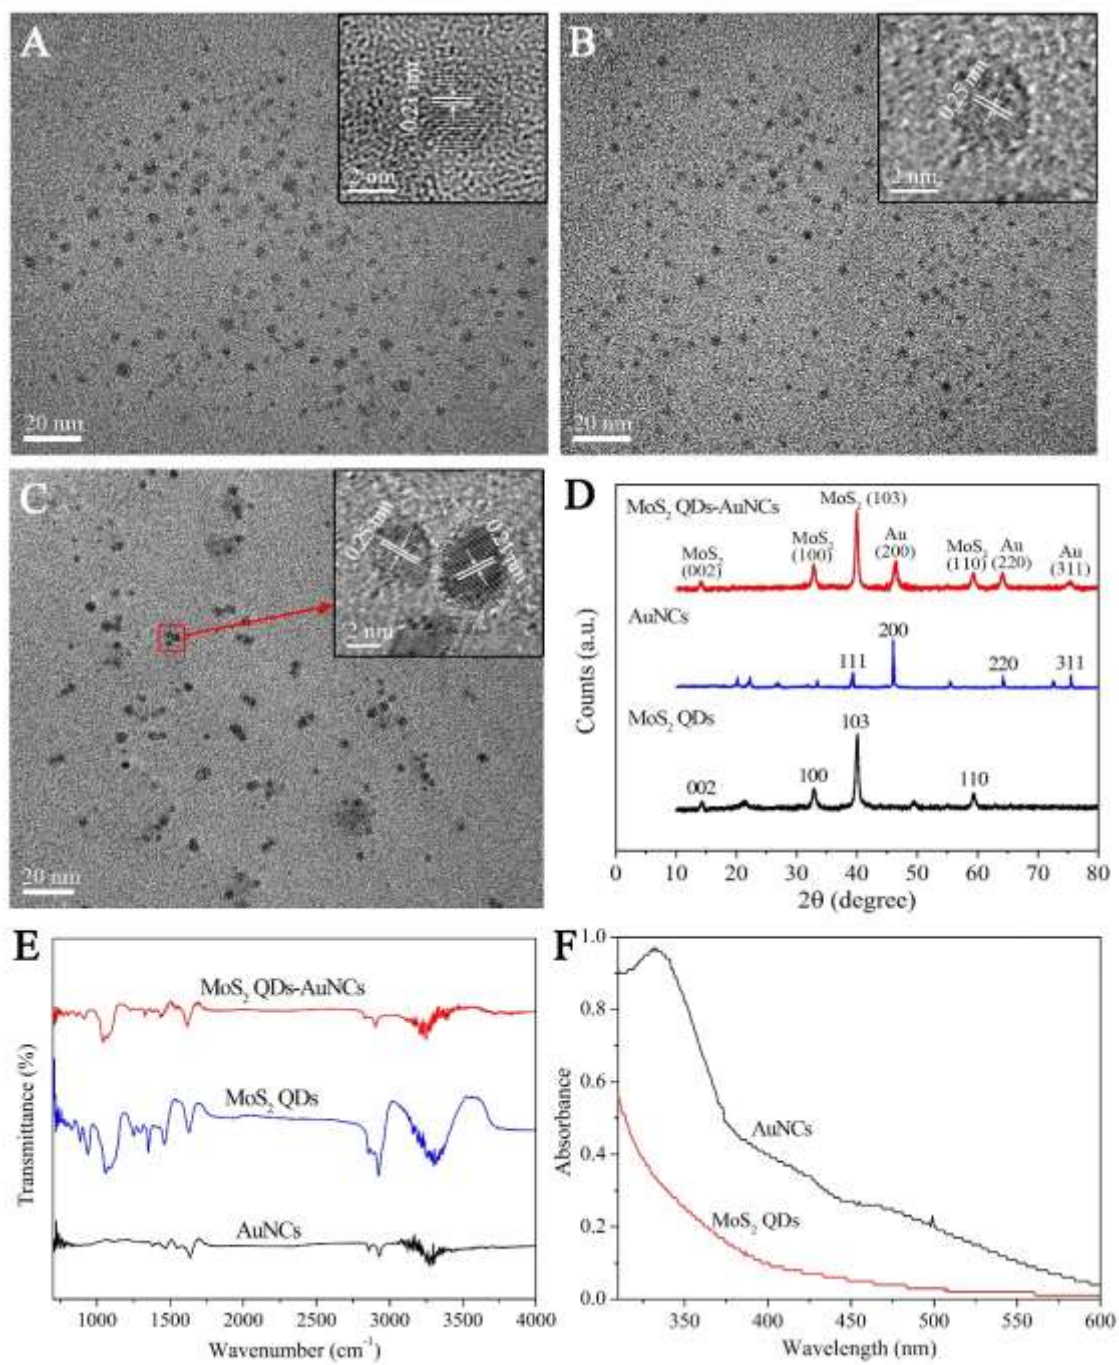 A
0.21 nm
2 nm
20 nm
B
0.25 nm
2 nm
20 nm
C
0.21 nm
2 nm
20 nm
D
MoS₂ QDs-AuNCs
MoS₂ (103)
MoS₂
(002)
MoS₂
(100)
Au
(200)
MoS₂
(110)
Au
(220)
Au
(311)
AuNCs
111
200
220
311
MoS₂ QDs
002
100
103
110
Counts (a.u.)
0 10 20 30 40 50 60 70 80
2θ (degree)
E
MoS₂ QDs-AuNCs
MoS₂ QDs
AuNCs
Transmittance (%)
1000 1500 2000 2500 3000 3500 4000
Wavenumber (cm⁻¹)
F
1.0
0.8
0.6
0.4
0.2
0.0
Absorbance
AuNCs
MoS₂ QDs
350 400 450 500 550 600
Wavelength (nm)